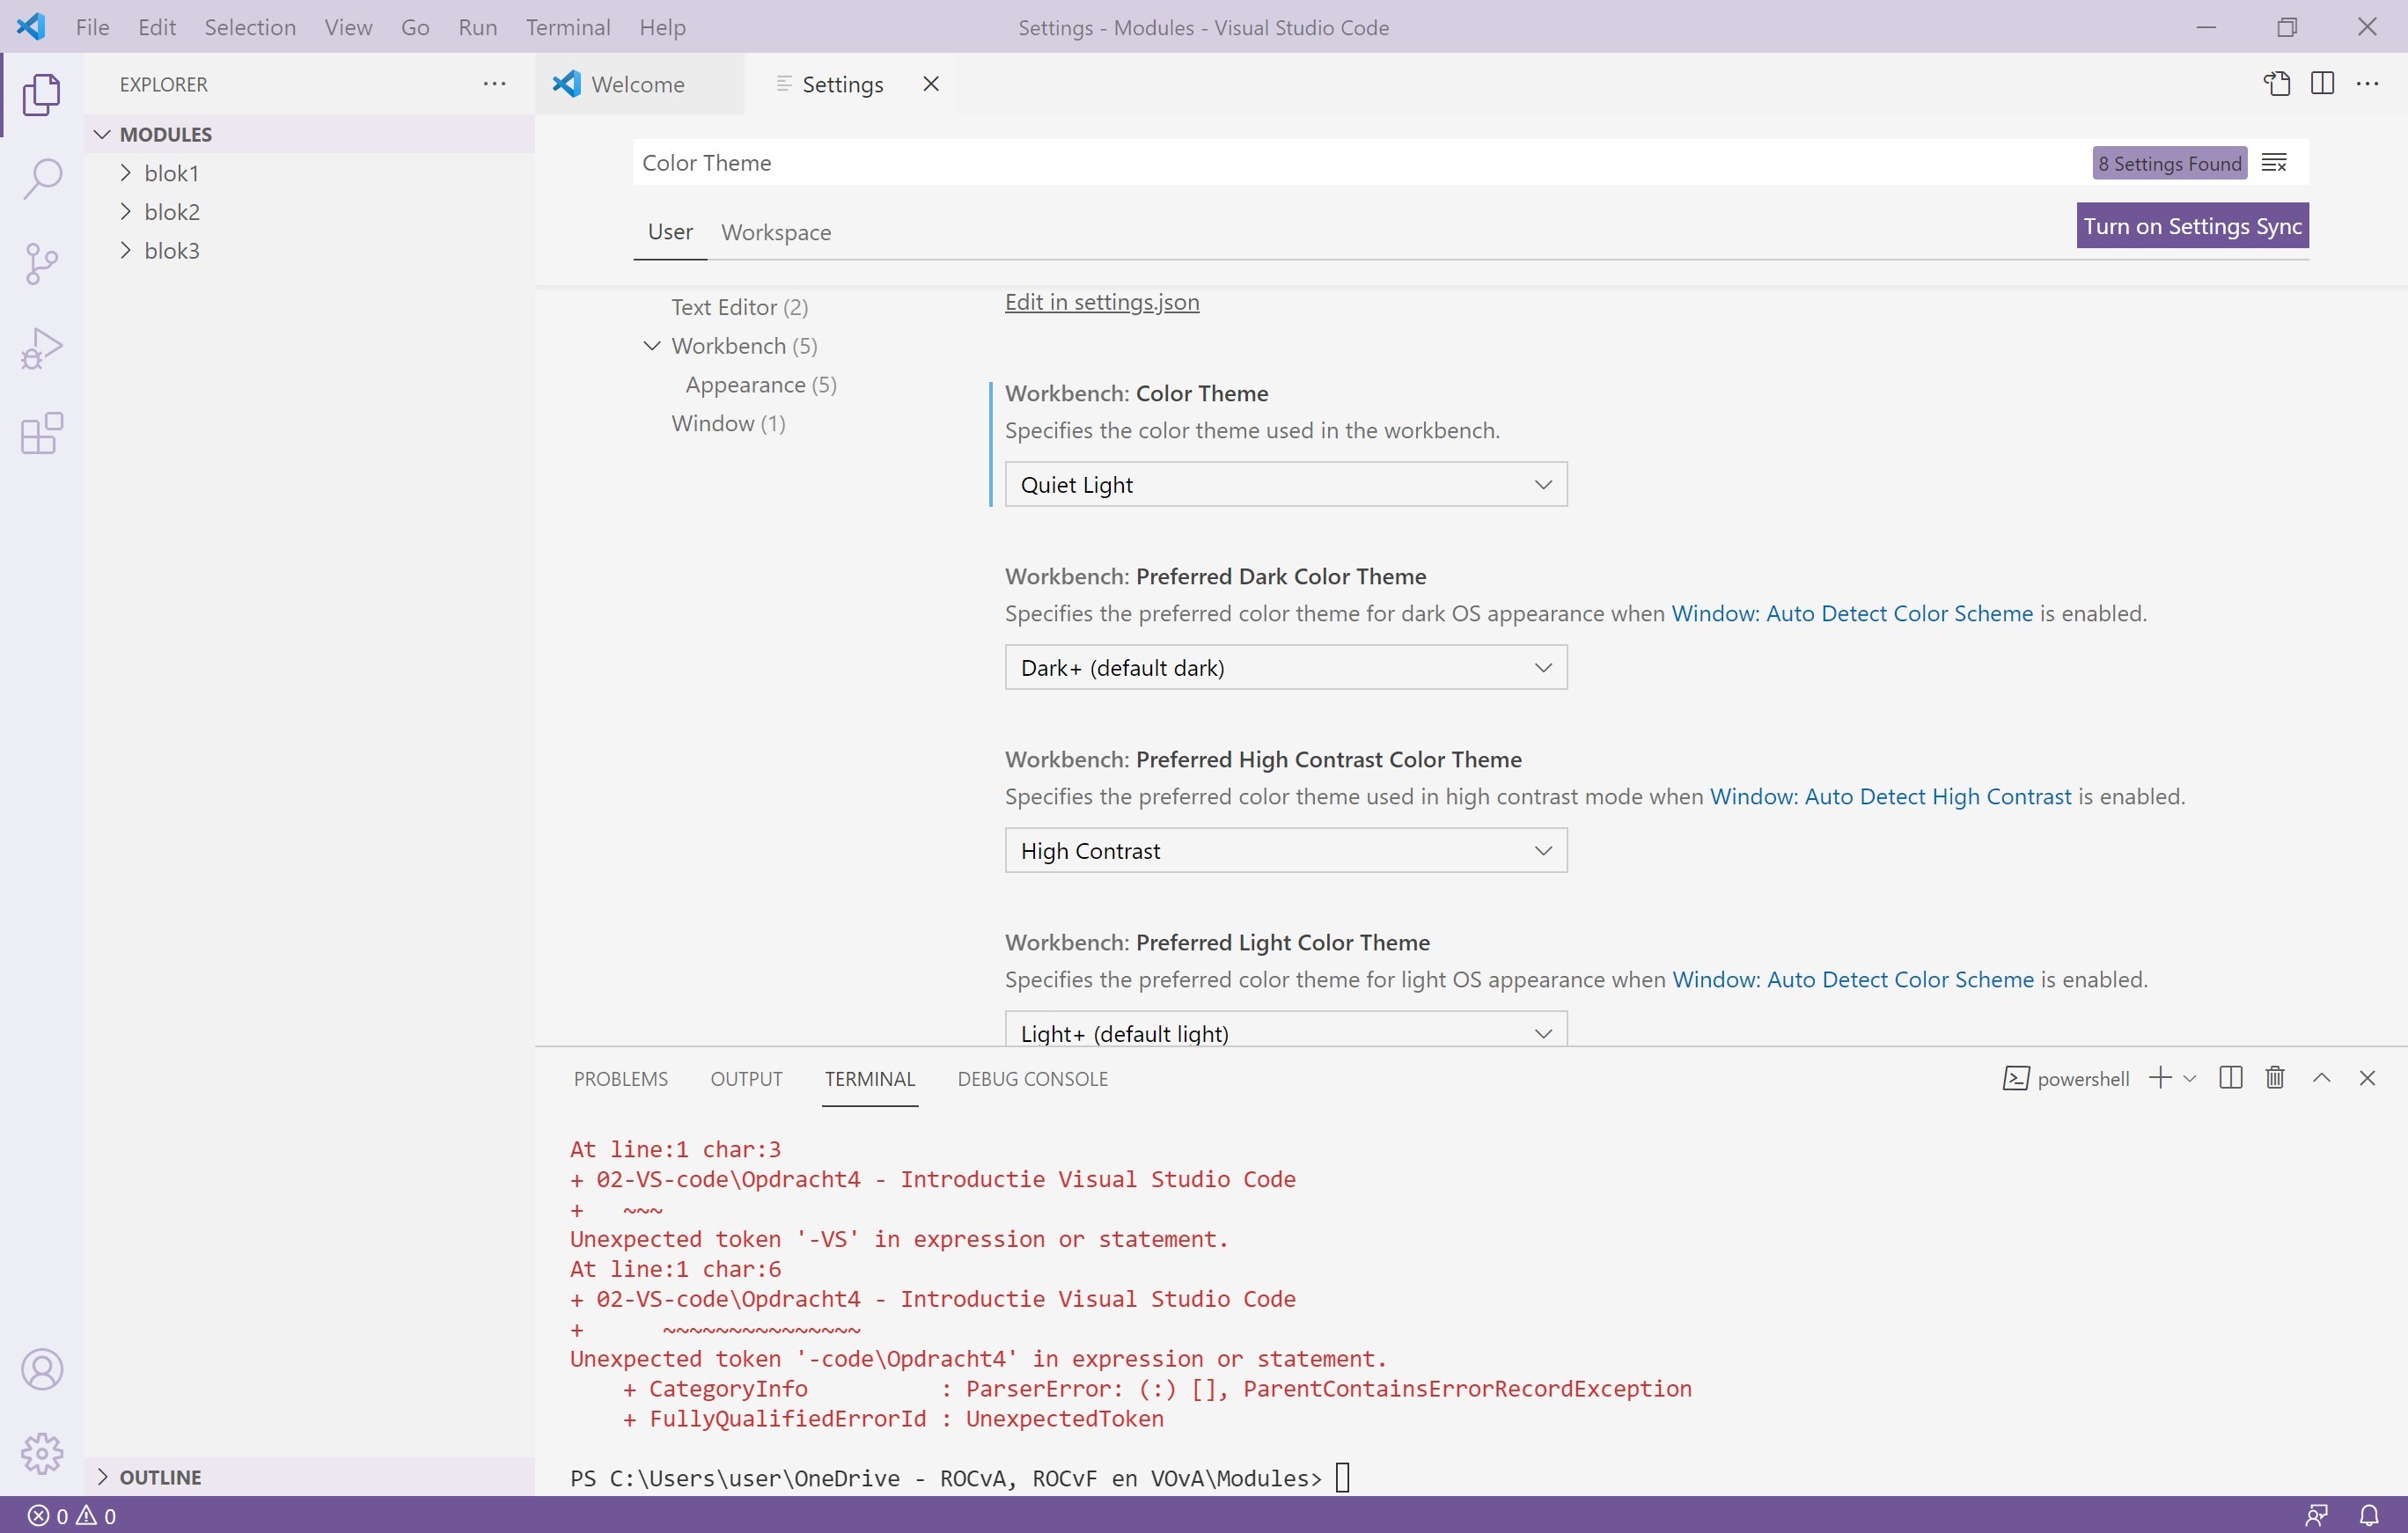 File Edit Selection View Go Run Terminal Help
Settings - Modules - Visual Studio Code
EXPLORER
MODULES
blok1
blok2
blok3
OUTLINE
Welcome
Settings
Color Theme
8 Settings Found
User Workspace
Turn on Settings Sync
Text Editor (2)
Workbench (5)
Appearance (5)
Window (1)
Edit in settings.json
Workbench: Color Theme
Specifies the color theme used in the workbench.
Quiet Light
Workbench: Preferred Dark Color Theme
Specifies the preferred color theme for dark OS appearance when Window: Auto Detect Color Scheme is enabled.
Dark+ (default dark)
Workbench: Preferred High Contrast Color Theme
Specifies the preferred color theme used in high contrast mode when Window: Auto Detect High Contrast is enabled.
High Contrast
Workbench: Preferred Light Color Theme
Specifies the preferred color theme for light OS appearance when Window: Auto Detect Color Scheme is enabled.
Light+ (default light)
PROBLEMS OUTPUT TERMINAL DEBUG CONSOLE
powershell
At line:1 char:3
+ 02-VS-code\Opdracht4 - Introductie Visual Studio Code
+   ~~~
Unexpected token '-VS' in expression or statement.
At line:1 char:6
+ 02-VS-code\Opdracht4 - Introductie Visual Studio Code
+      ~~~~~~~~~~~~~~~
Unexpected token '-code\Opdracht4' in expression or statement.
    + CategoryInfo          : ParserError: (:) [], ParentContainsErrorRecordException
    + FullyQualifiedErrorId : UnexpectedToken
PS C:\Users\user\OneDrive - ROCvA, ROCvF en VOvA\Modules>
0 0